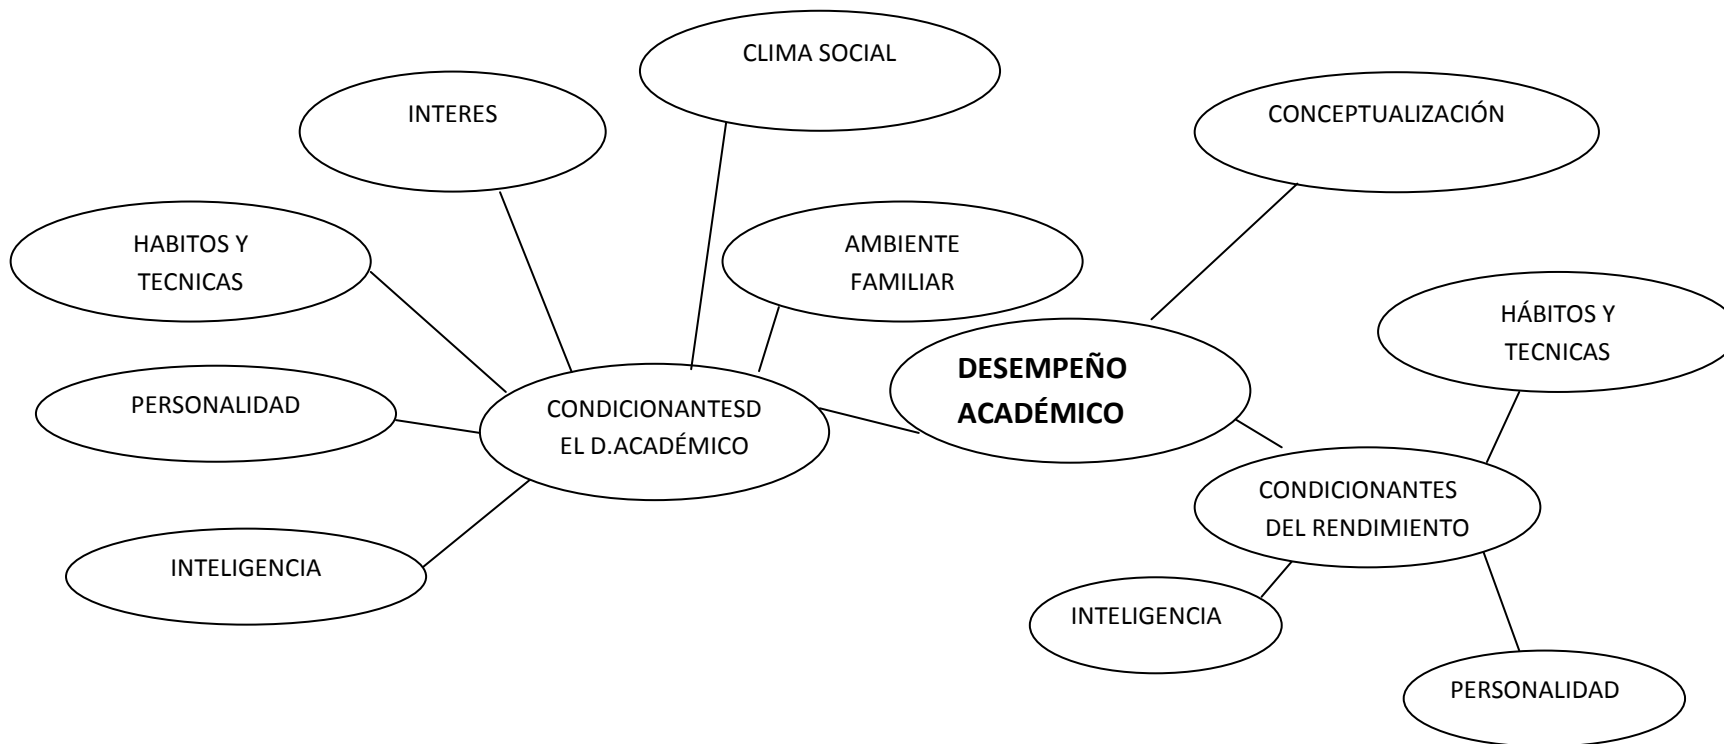 CLIMA SOCIAL
INTERES
CONCEPTUALIZACIÓN
HABITOS Y
TECNICAS
AMBIENTE
FAMILIAR
HÁBITOS Y
TECNICAS
PERSONALIDAD
CONDICIONANTESD
EL D.ACADÉMICO
DESEMPEÑO
ACADÉMICO
CONDICIONANTES
DEL RENDIMIENTO
INTELIGENCIA
INTELIGENCIA
PERSONALIDAD